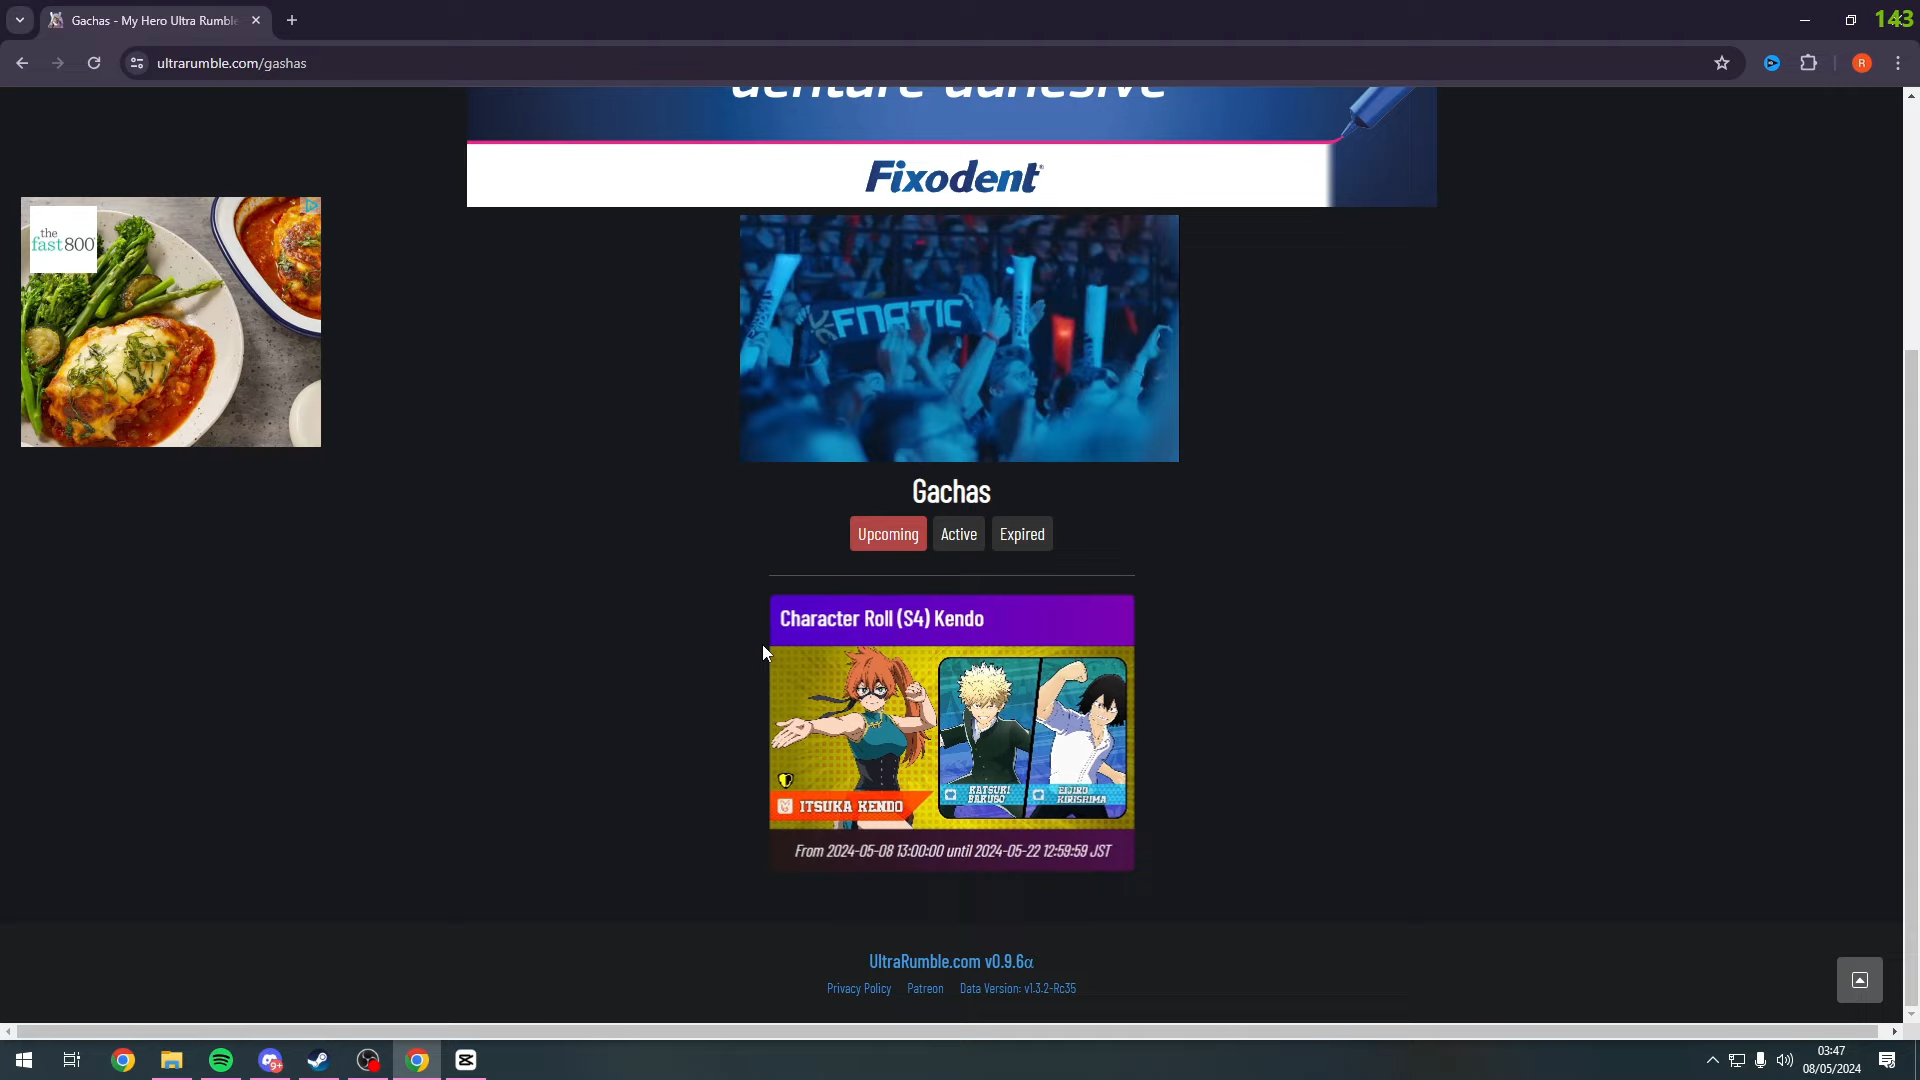 Gachas - My Hero Ultra Rumble
143
ultrarumble.com/gashas
R
denture adhesive
Fixodent
the
fast800
FNATIC
Gachas
Upcoming
Active
Expired
Character Roll (S4) Kendo
ITSUKA KENDO
KATSUKI
BAKUGO
EIJIRO
KIRISHIMA
From 2024-05-08 13:00:00 until 2024-05-22 12:59:59 JST
UltraRumble.com v0.9.6α
Privacy Policy
Patreon
Data Version: v1.3.2-Rc35
9+
03:47
08/05/2024